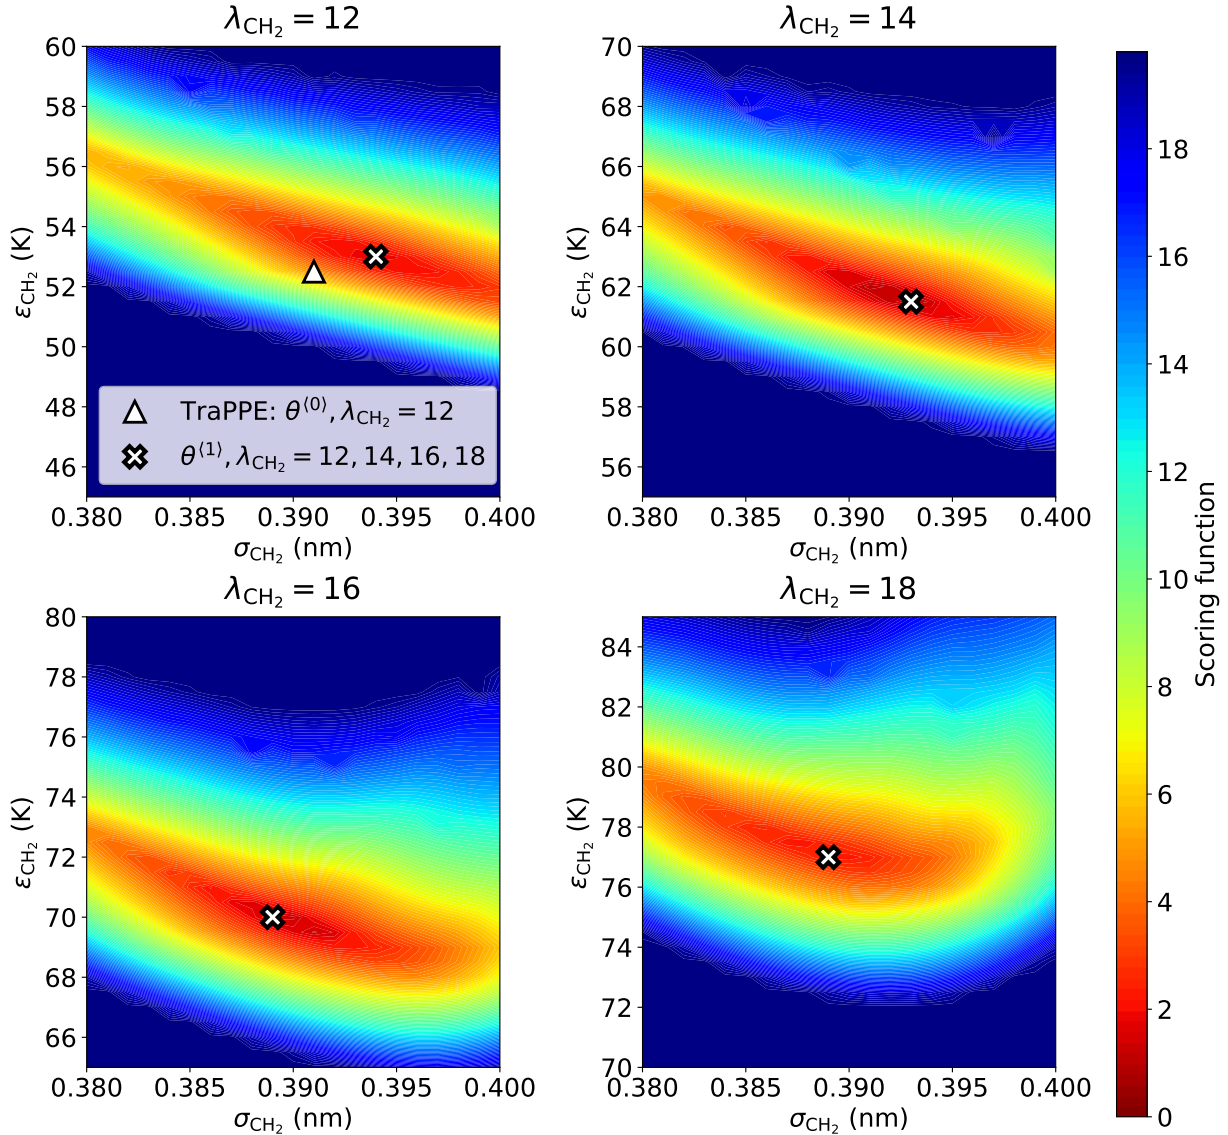 λCH₂ = 12
60
58
56
54
52
50
48
46
εCH₂ (K)
TraPPE: θ⟨0⟩, λCH₂ = 12
θ⟨1⟩, λCH₂ = 12, 14, 16, 18
0.380 0.385 0.390 0.395 0.400
σCH₂ (nm)
λCH₂ = 14
70
68
66
64
62
60
58
56
εCH₂ (K)
0.380 0.385 0.390 0.395 0.400
σCH₂ (nm)
λCH₂ = 16
80
78
76
74
72
70
68
66
εCH₂ (K)
0.380 0.385 0.390 0.395 0.400
σCH₂ (nm)
λCH₂ = 18
84
82
80
78
76
74
72
70
εCH₂ (K)
0.380 0.385 0.390 0.395 0.400
σCH₂ (nm)
18
16
14
12
10
8
6
4
2
0
Scoring function